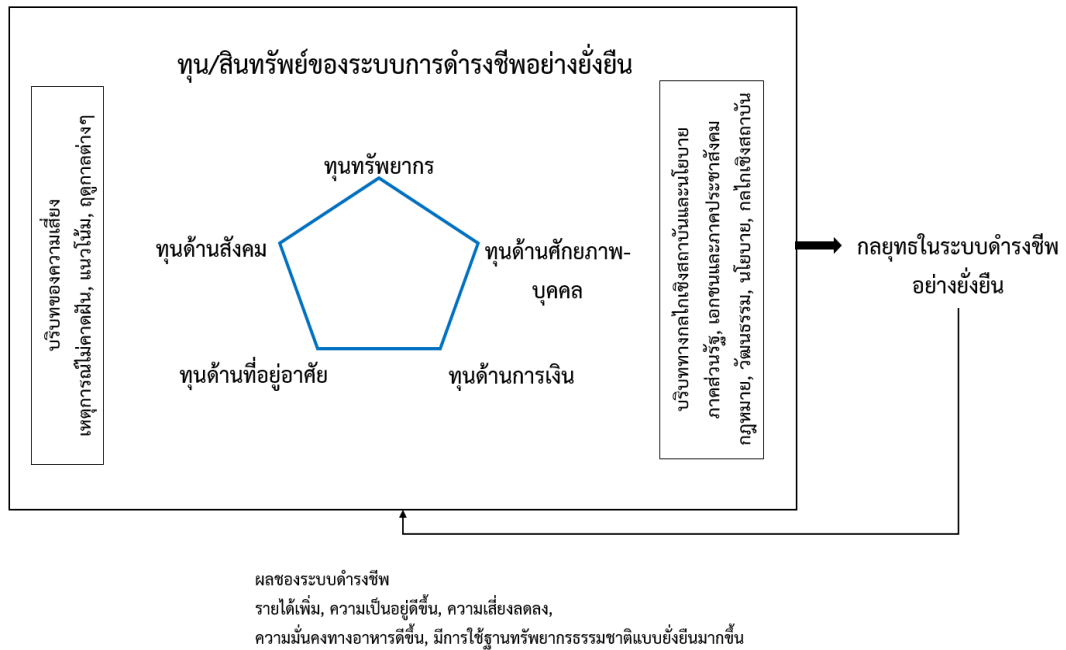 ทุน/สินทรัพย์ของระบบการดำรงชีพอย่างยั่งยืน
บริบทของความเสี่ยง
เหตุการณ์ไม่คาดฝัน, แนวโน้ม, ฤดูกาลต่างๆ
ทุนทรัพยากร
ทุนด้านสังคม
ทุนด้านศักยภาพ-
บุคคล
ทุนด้านที่อยู่อาศัย
ทุนด้านการเงิน
บริบททางกลไกเชิงสถาบันและนโยบาย
ภาคส่วนรัฐ, เอกชนและภาคประชาสังคม
กฎหมาย, วัฒนธรรม, นโยบาย, กลไกเชิงสถาบัน
กลยุทธในระบบดำรงชีพ
อย่างยั่งยืน
ผลชองระบบดำรงชีพ
รายได้เพิ่ม, ความเป็นอยู่ดีขึ้น, ความเสี่ยงลดลง,
ความมั่นคงทางอาหารดีขึ้น, มีการใช้ฐานทรัพยากรธรรมชาติแบบยั่งยืนมากขึ้น